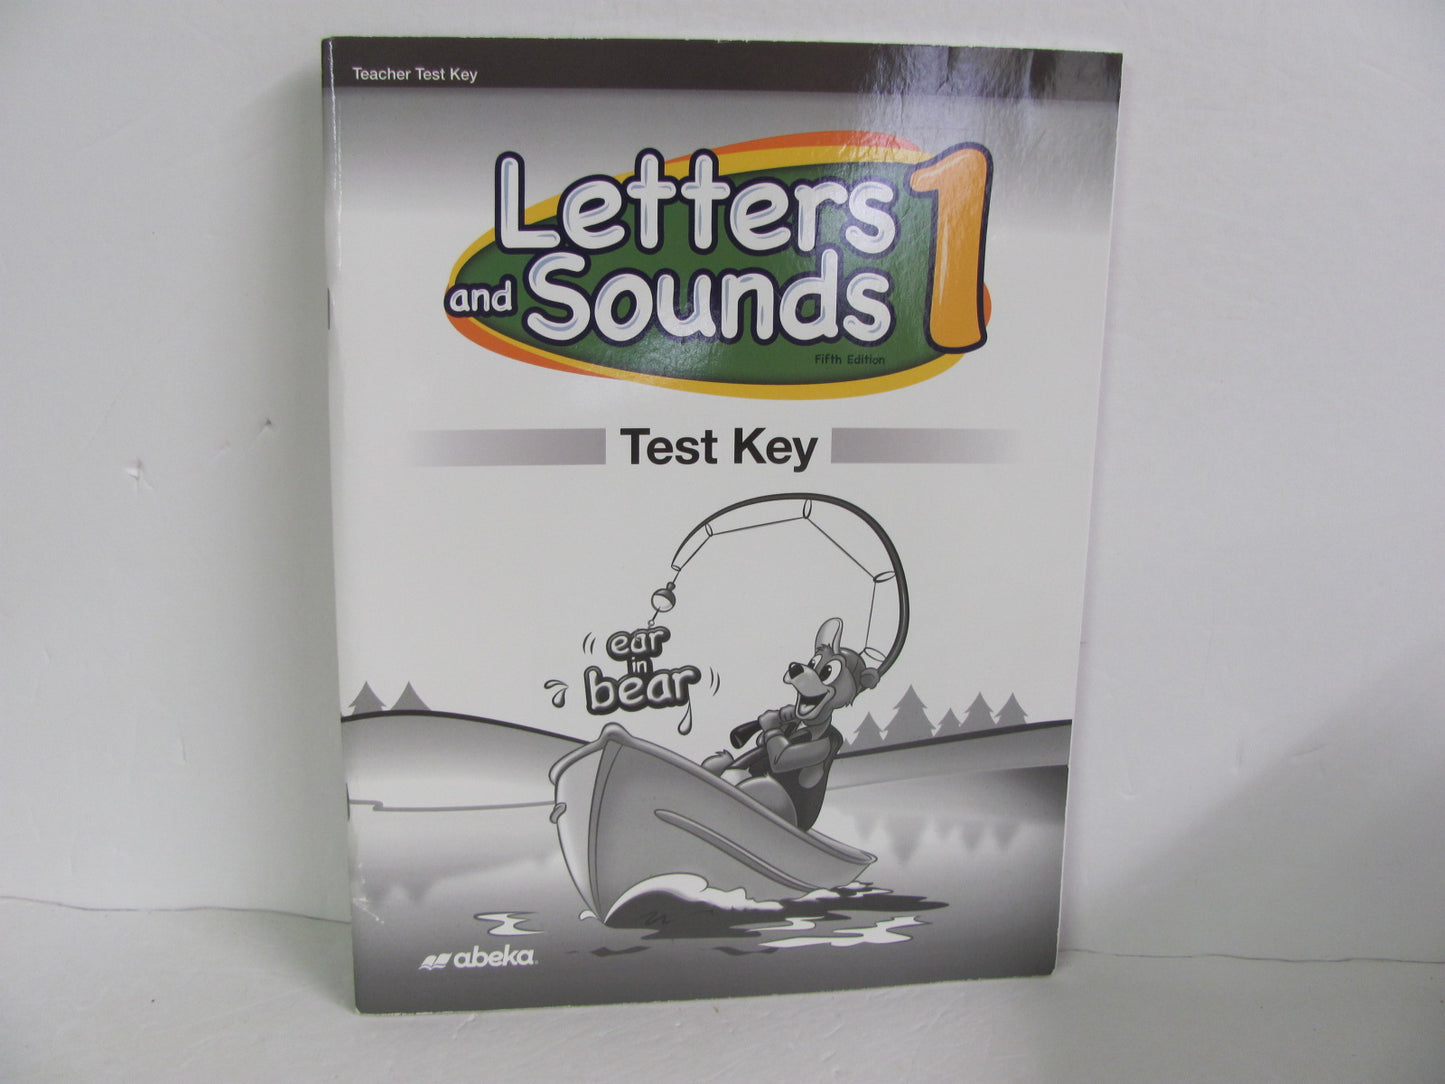 Teacher Test Key
Letters
and Sounds 1
Fifth Edition
Test Key
ear
in
bear
abeka